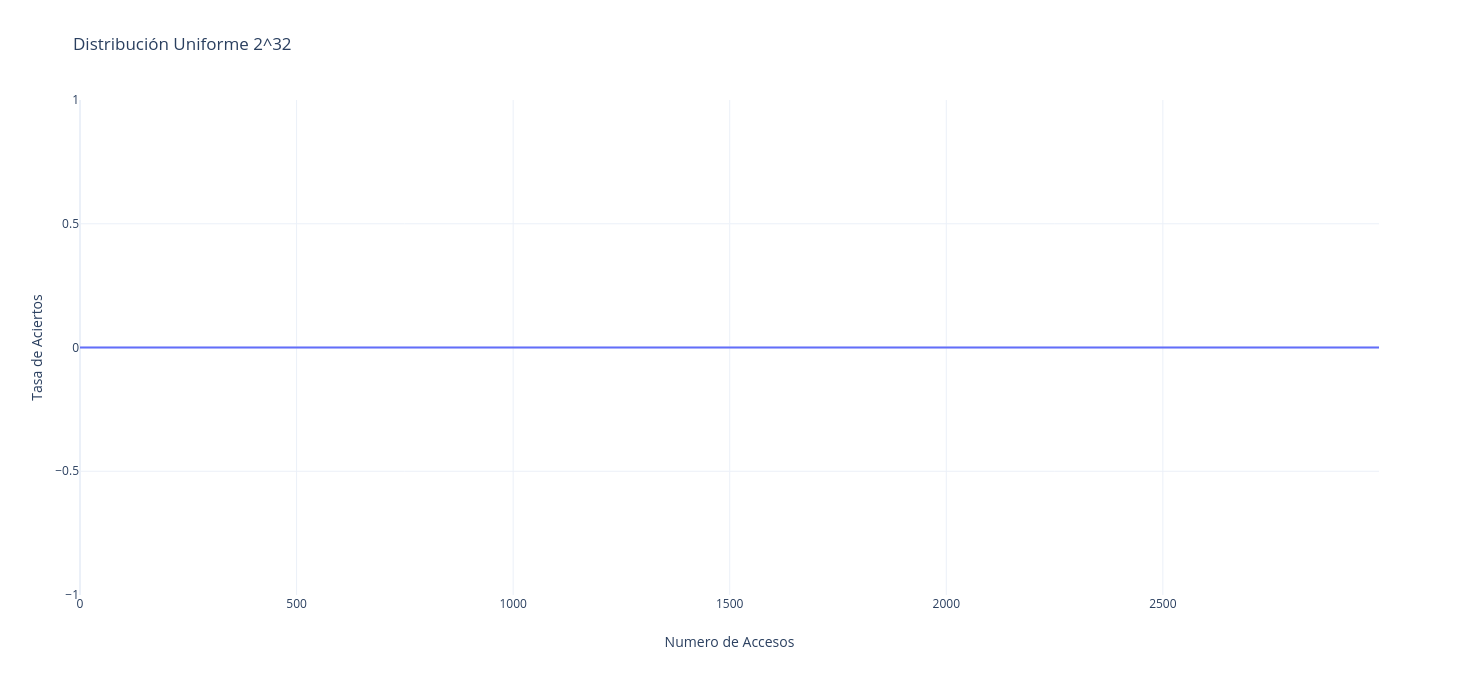 Distribución Uniforme 2^32
1
0.5
0
−0.5
−1
Tasa de Aciertos
0 500 1000 1500 2000 2500
Numero de Accesos